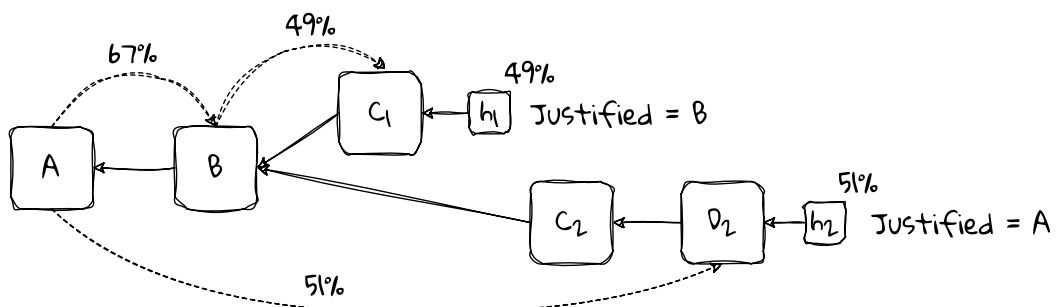 49%
67%
49%
C1
h1
Justified = B
A
B
51%
C2
D2
h2
Justified = A
51%